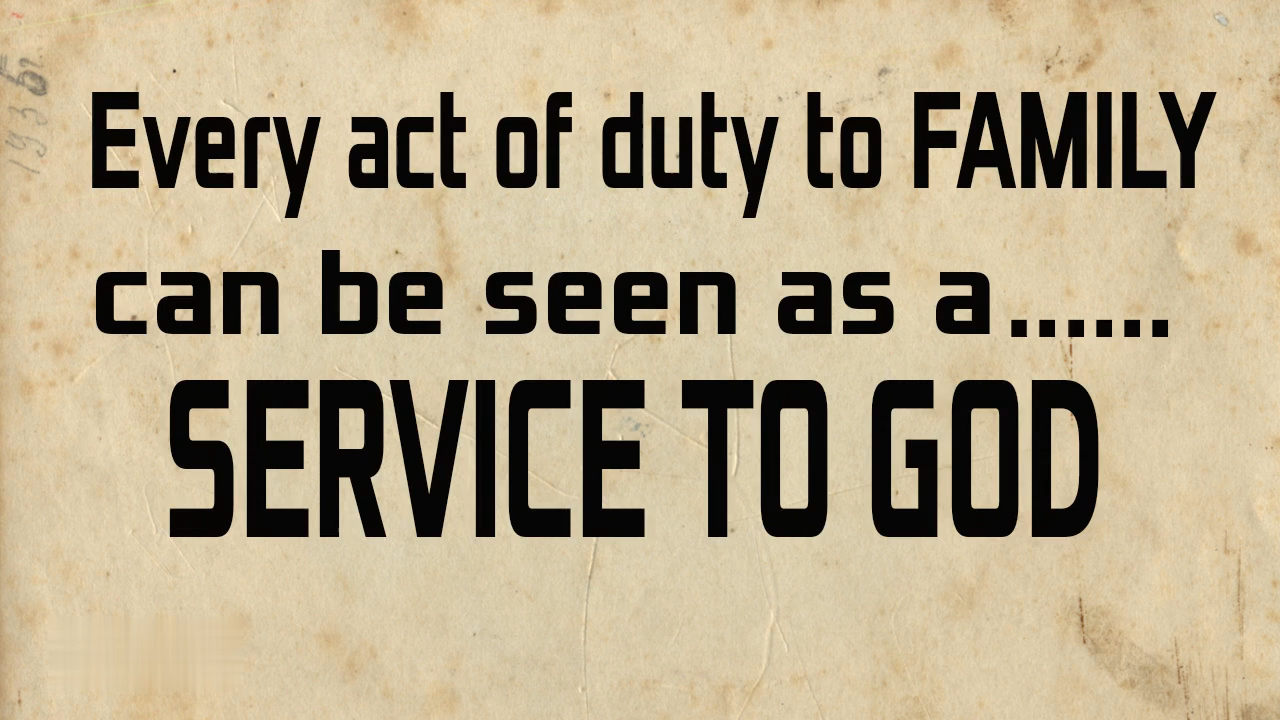 Every act of duty to FAMILY
can be seen as a......
SERVICE TO GOD